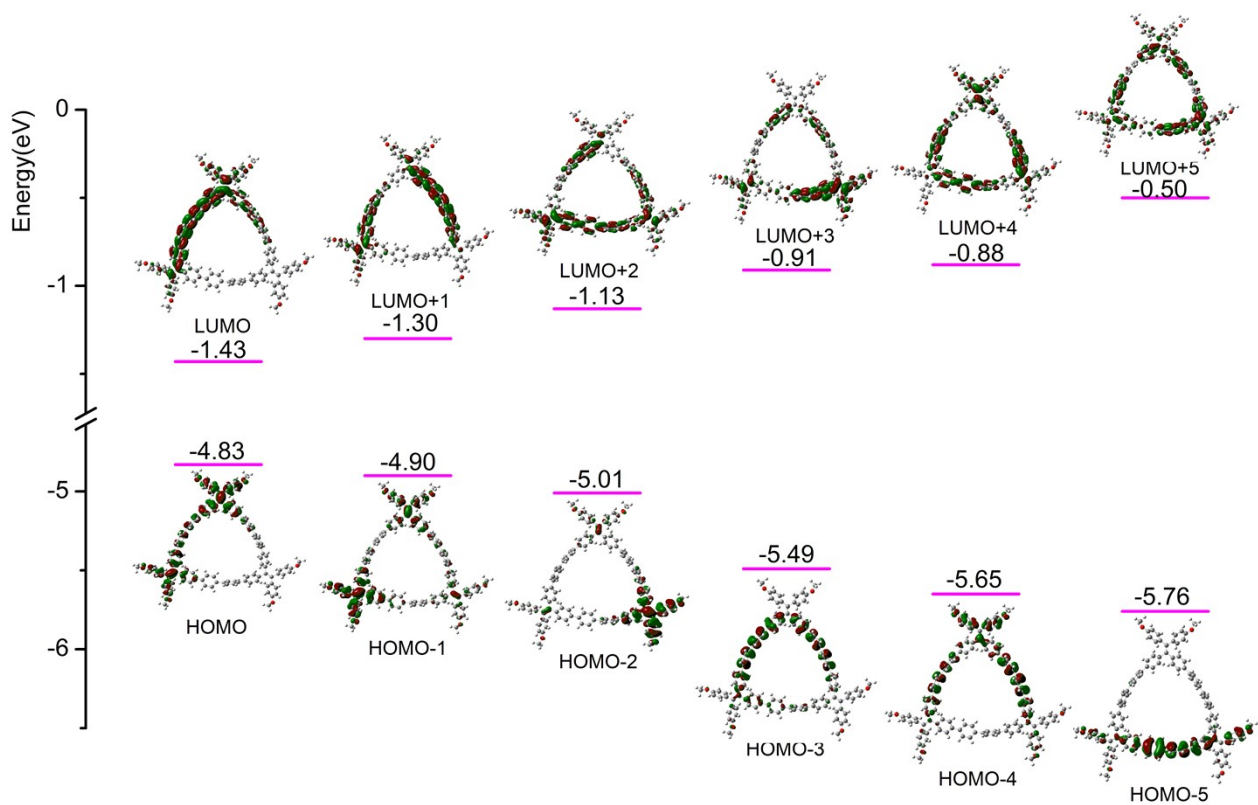 Energy(eV)
0
-1
-5
-6
LUMO
-1.43
LUMO+1
-1.30
LUMO+2
-1.13
LUMO+3
-0.91
LUMO+4
-0.88
LUMO+5
-0.50
-4.83
HOMO
-4.90
HOMO-1
-5.01
HOMO-2
-5.49
HOMO-3
-5.65
HOMO-4
-5.76
HOMO-5